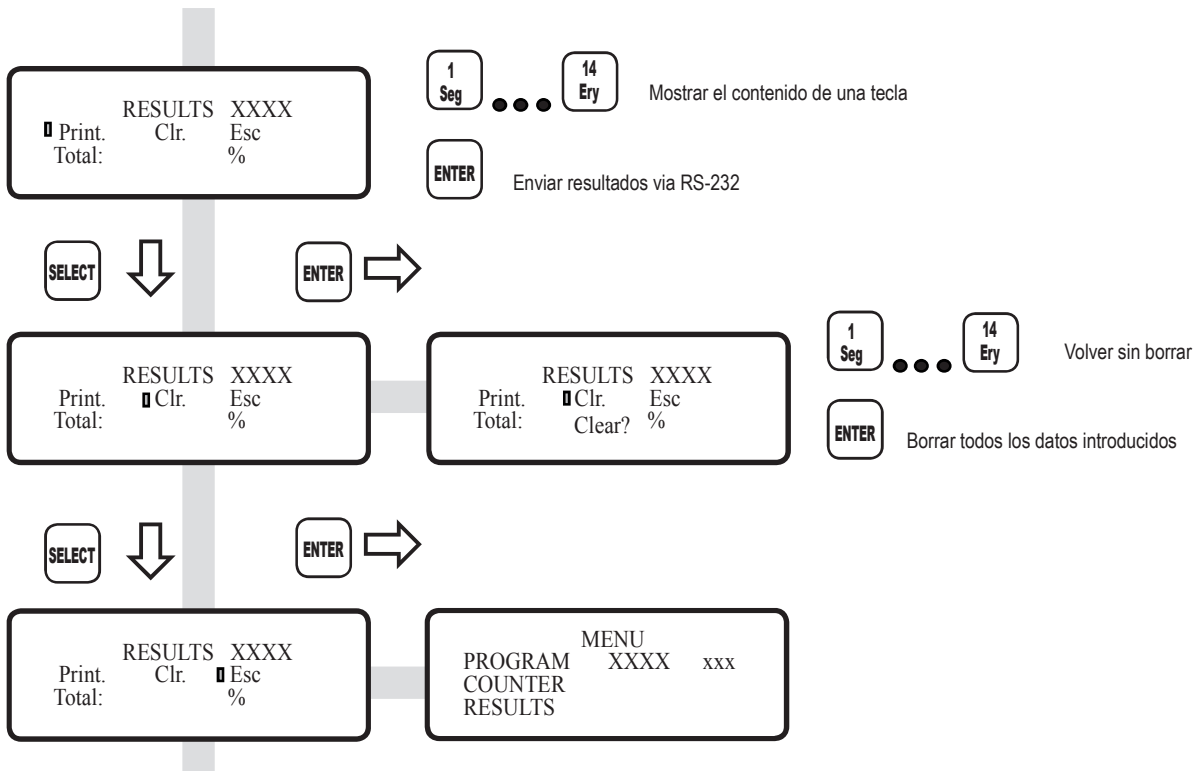 RESULTS XXXX
Print. Clr. Esc
Total: %
1
Seg
14
Ery
Mostrar el contenido de una tecla
ENTER
Enviar resultados via RS-232
SELECT
ENTER
RESULTS XXXX
Print. Clr. Esc
Total: %
RESULTS XXXX
Print. Clr. Esc
Total: Clear? %
1
Seg
14
Ery
Volver sin borrar
ENTER
Borrar todos los datos introducidos
SELECT
ENTER
RESULTS XXXX
Print. Clr. Esc
Total: %
MENU
PROGRAM XXXX xxx
COUNTER
RESULTS